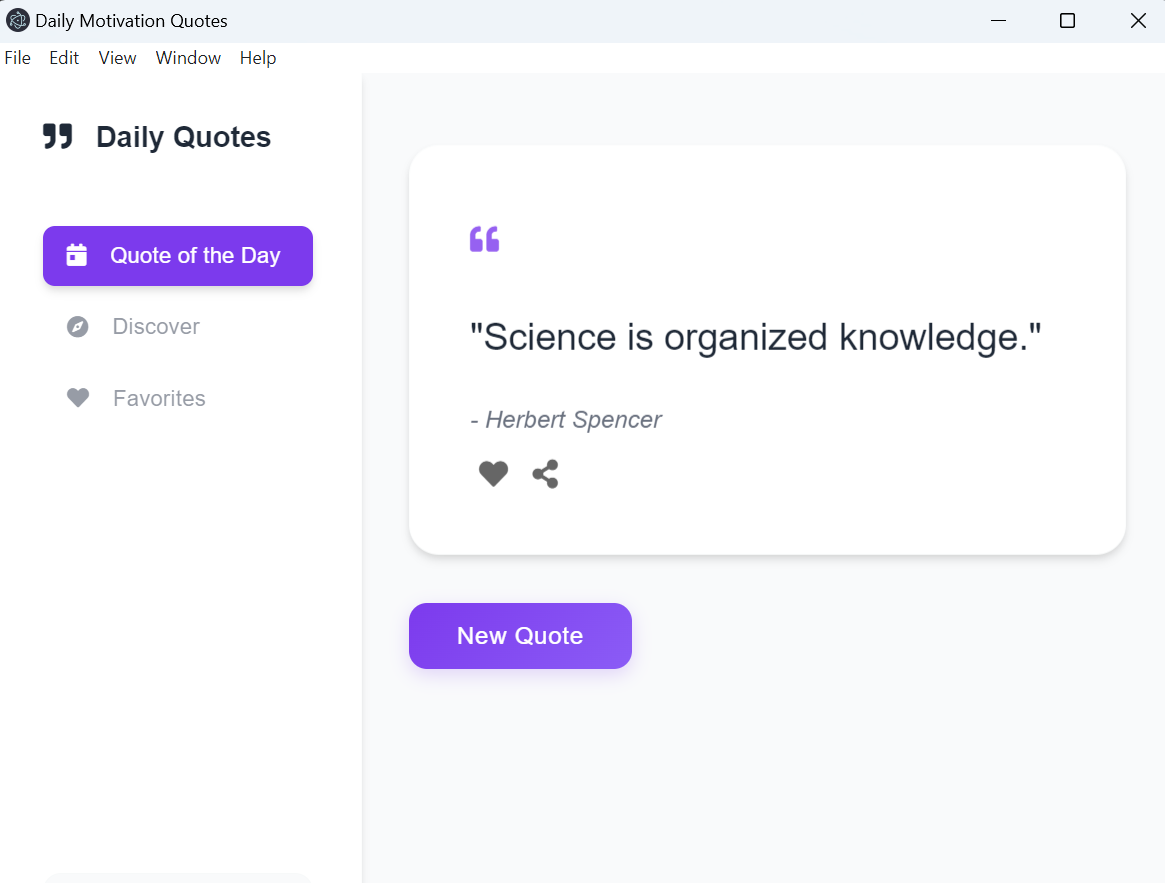 Daily Motivation Quotes
File Edit View Window Help
Daily Quotes
Quote of the Day
Discover
Favorites
"Science is organized knowledge."
- Herbert Spencer
New Quote